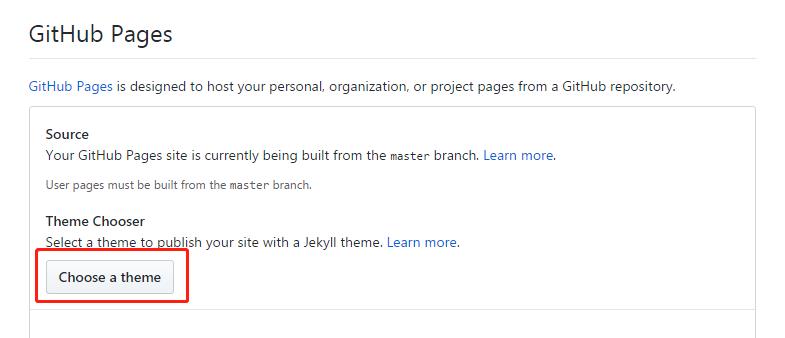 GitHub Pages
GitHub Pages is designed to host your personal, organization, or project pages from a GitHub repository.
Source
Your GitHub Pages site is currently being built from the master branch. Learn more.
User pages must be built from the master branch.
Theme Chooser
Select a theme to publish your site with a Jekyll theme. Learn more.
Choose a theme